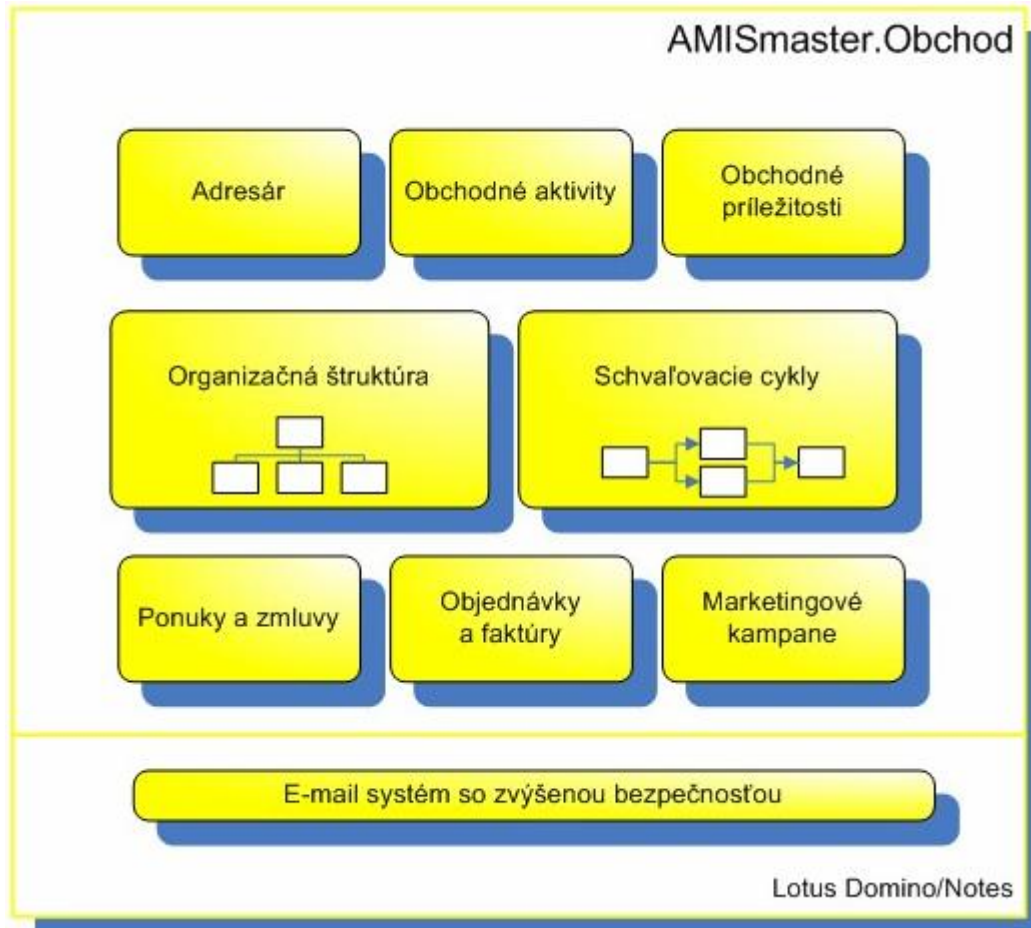 AMISmaster.Obchod
Adresár
Obchodné aktivity
Obchodné
príležitosti
Organizačná štruktúra
Schvaľovacie cykly
Ponuky a zmluvy
Objednávky
a faktúry
Marketingové
kampane
E-mail systém so zvýšenou bezpečnosťou
Lotus Domino/Notes